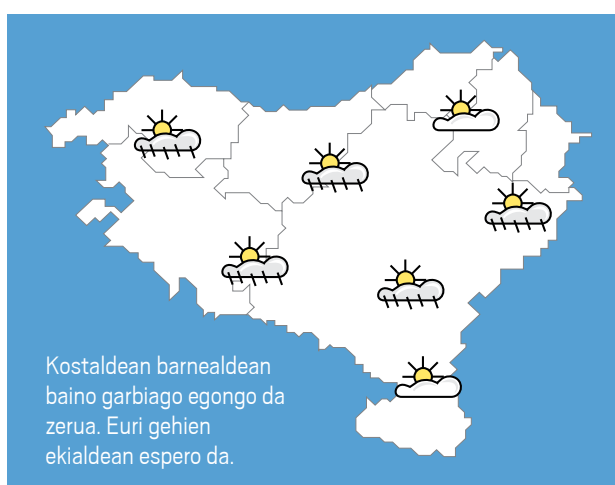 Kostaldean barnealdean
baino garbiago egongo da
zerua. Euri gehien
ekialdean espero da.